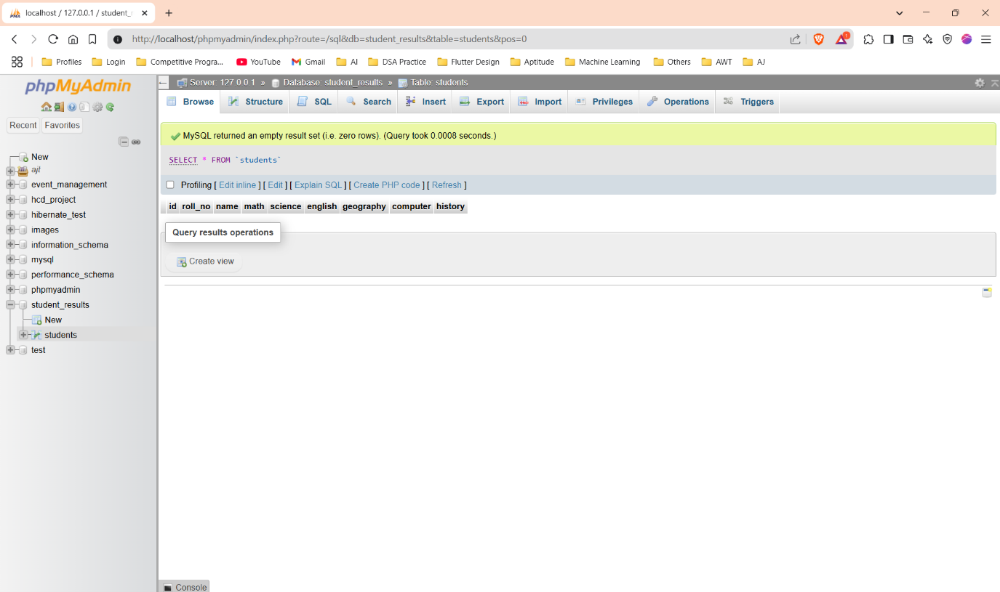 localhost / 127.0.0.1 / student_
http://localhost/phpmyadmin/index.php?route=/sql&db=student_results&table=students&pos=0
1
Profiles Login Competitive Progra... YouTube Gmail AI DSA Practice Flutter Design Aptitude Machine Learning Others AWT AJ
phpMyAdmin
Recent Favorites
New
ajt
event_management
hcd_project
hibernate_test
images
information_schema
mysql
performance_schema
phpmyadmin
student_results
New
students
test
Server: 127.0.0.1 » Database: student_results » Table: students
Browse Structure SQL Search Insert Export Import Privileges Operations Triggers
MySQL returned an empty result set (i.e. zero rows). (Query took 0.0008 seconds.)
SELECT * FROM `students`
Profiling [ Edit inline ] [ Edit ] [ Explain SQL ] [ Create PHP code ] [ Refresh ]
id roll_no name math science english geography computer history
Query results operations
Create view
Console